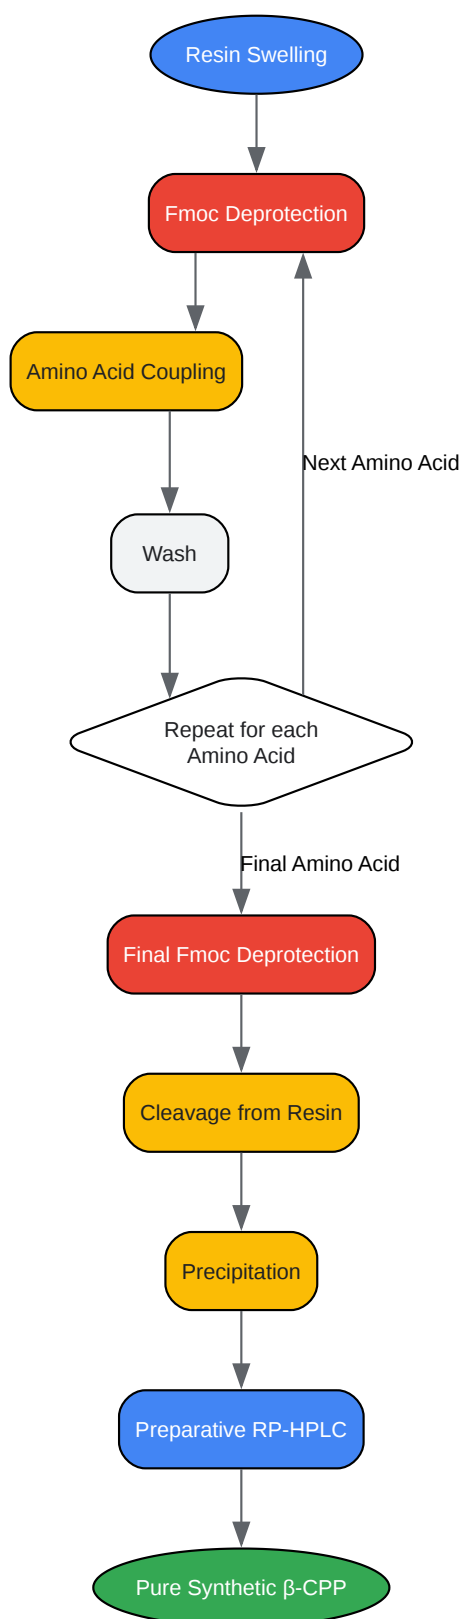 Resin Swelling
Fmoc Deprotection
Amino Acid Coupling
Next Amino Acid
Wash
Repeat for each
Amino Acid
Final Amino Acid
Final Fmoc Deprotection
Cleavage from Resin
Precipitation
Preparative RP-HPLC
Pure Synthetic β-CPP